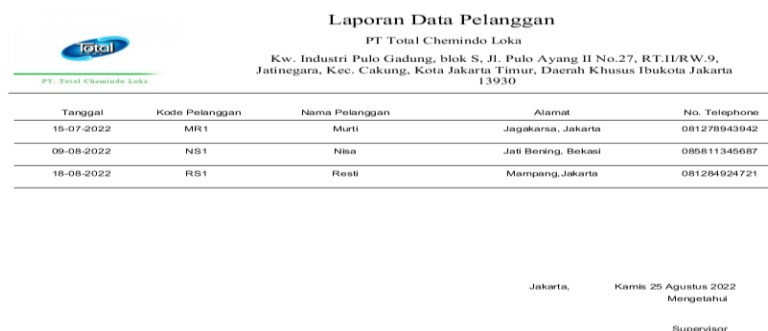 Laporan Data Pelanggan
Total
PT Total Chemindo Loka
Kw. Industri Pulo Gadung, blok S, Jl. Pulo Ayang II No.27, RT.II/RW.9,
Jatinegara, Kec. Cakung, Kota Jakarta Timur, Daerah Khusus Ibukota Jakarta
13930
PT. Total Chemindo Loka
Tanggal Kode Pelanggan Nama Pelanggan Alamat No. Telephone
15-07-2022 MR1 Murti Jagakarsa, Jakarta 081278943942
09-08-2022 NS1 Nisa Jati Bening, Bekasi 085811345687
18-08-2022 RS1 Resti Mampang,Jakarta 081284924721
Jakarta, Kamis 25 Agustus 2022
Mengetahui
Supervisor